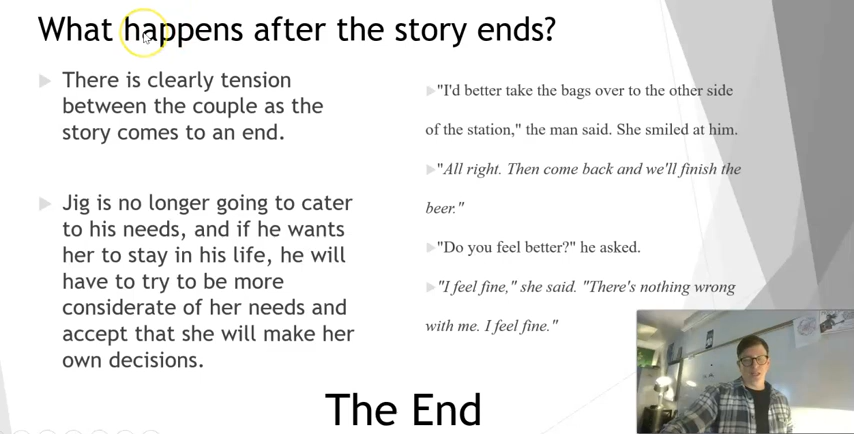 What happens after the story ends?
There is clearly tension
between the couple as the
story comes to an end.
Jig is no longer going to cater
to his needs, and if he wants
her to stay in his life, he will
have to try to be more
considerate of her needs and
accept that she will make her
own decisions.
"I'd better take the bags over to the other side
of the station," the man said. She smiled at him.
"All right. Then come back and we'll finish the
beer."
"Do you feel better?" he asked.
"I feel fine," she said. "There's nothing wrong
with me. I feel fine."
The End